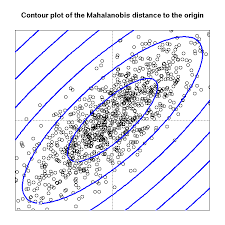 Contour plot of the Mahalanobis distance to the origin